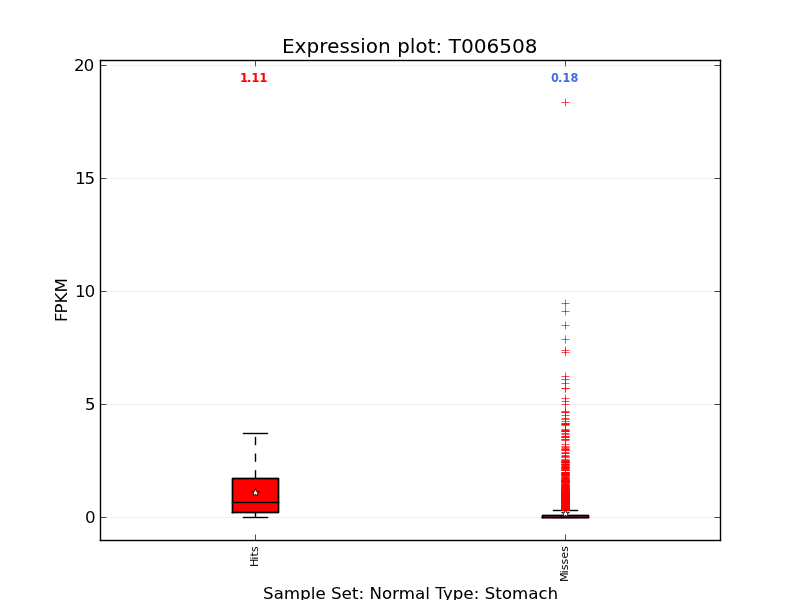 Expression plot: T006508
20
1.11
0.18
15
10
FPKM
5
0
Hits
Misses
Sample Set: Normal Type: Stomach